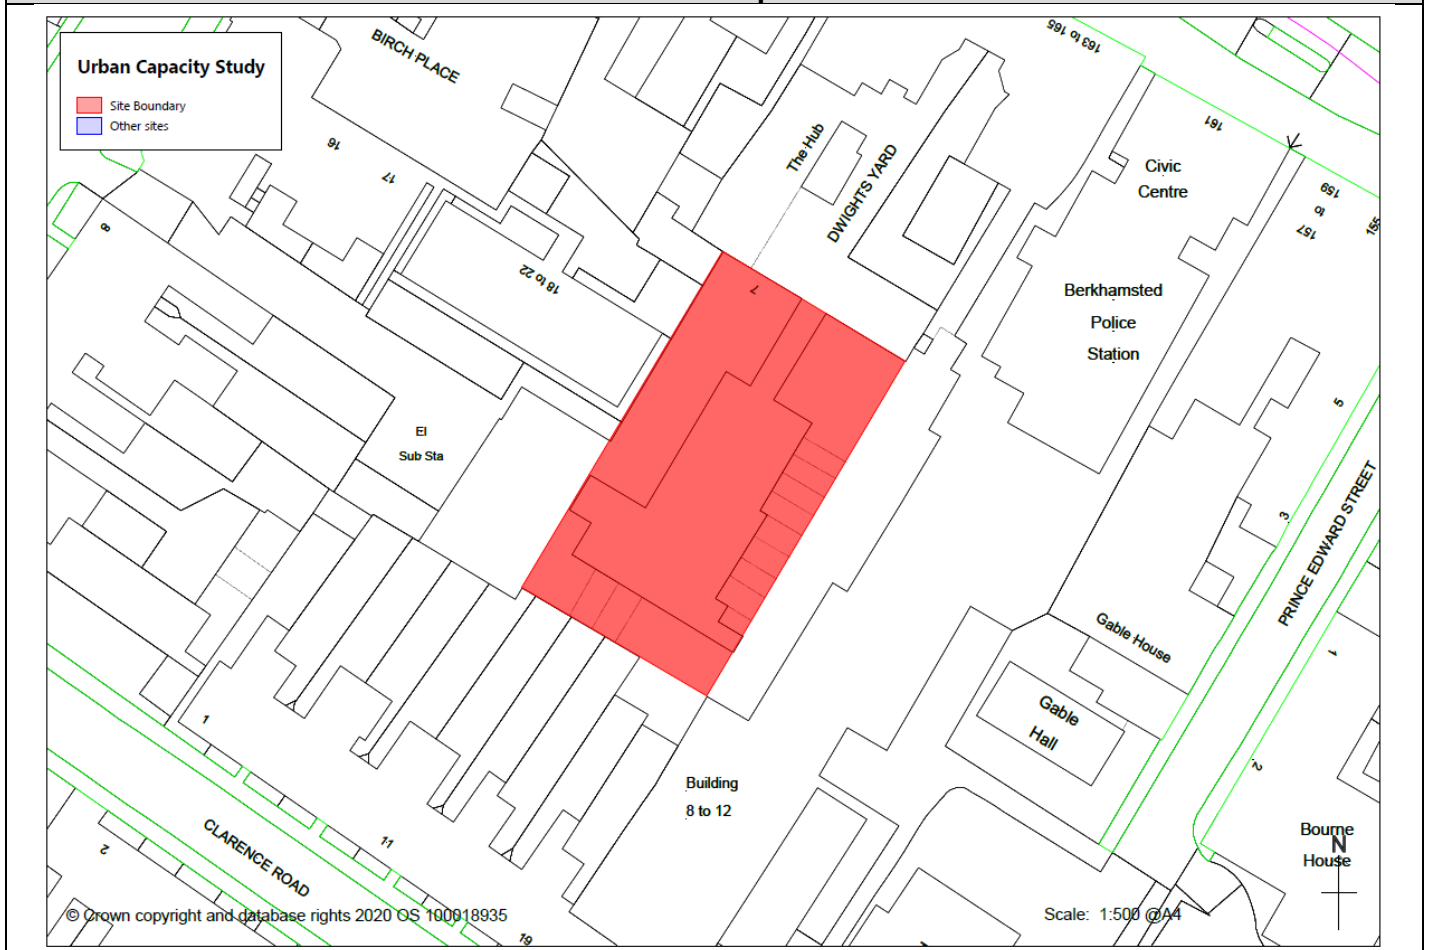 Urban Capacity Study
Site Boundary
Other sites
BIRCH PLACE
163 to 165
16
17
The Hub
DWIGHTS YARD
161
Civic
Centre
159
to
157
155
8
18 to 22
7
Berkhamsted
Police
Station
5
El
Sub Sta
3
PRINCE EDWARD STREET
1
Gable House
Gable
Hall
2
1
Building
8 to 12
CLARENCE ROAD
11
2
Bourne
House
N
© Crown copyright and database rights 2020 OS 100018935
Scale: 1:500 @A4
19